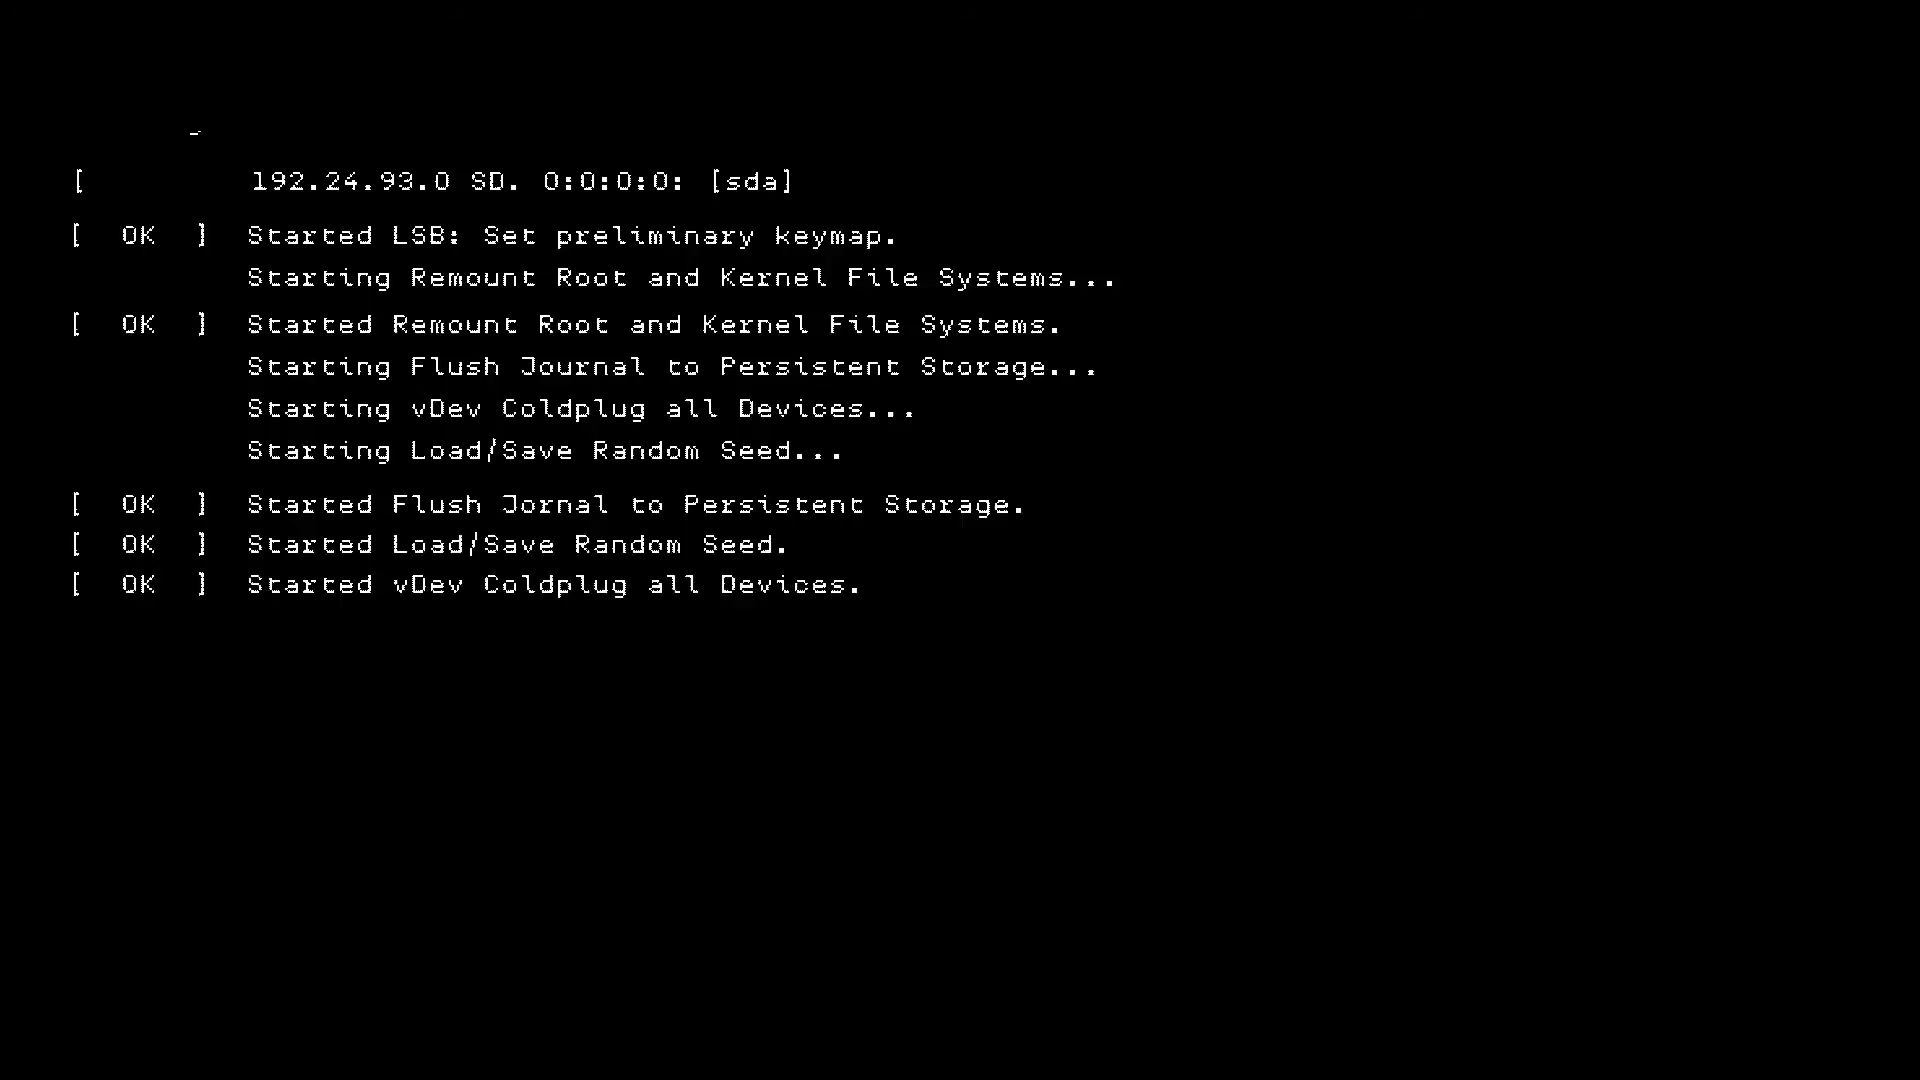 -
[ 192.24.93.0 SD. 0:0:0:0: [sda]
[ OK ] Started LSB: Set preliminary keymap.
Starting Remount Root and Kernel File Systems...
[ OK ] Started Remount Root and Kernel File Systems.
Starting Flush Journal to Persistent Storage...
Starting vDev Coldplug all Devices...
Starting Load/Save Random Seed...
[ OK ] Started Flush Jornal to Persistent Storage.
[ OK ] Started Load/Save Random Seed.
[ OK ] Started vDev Coldplug all Devices.